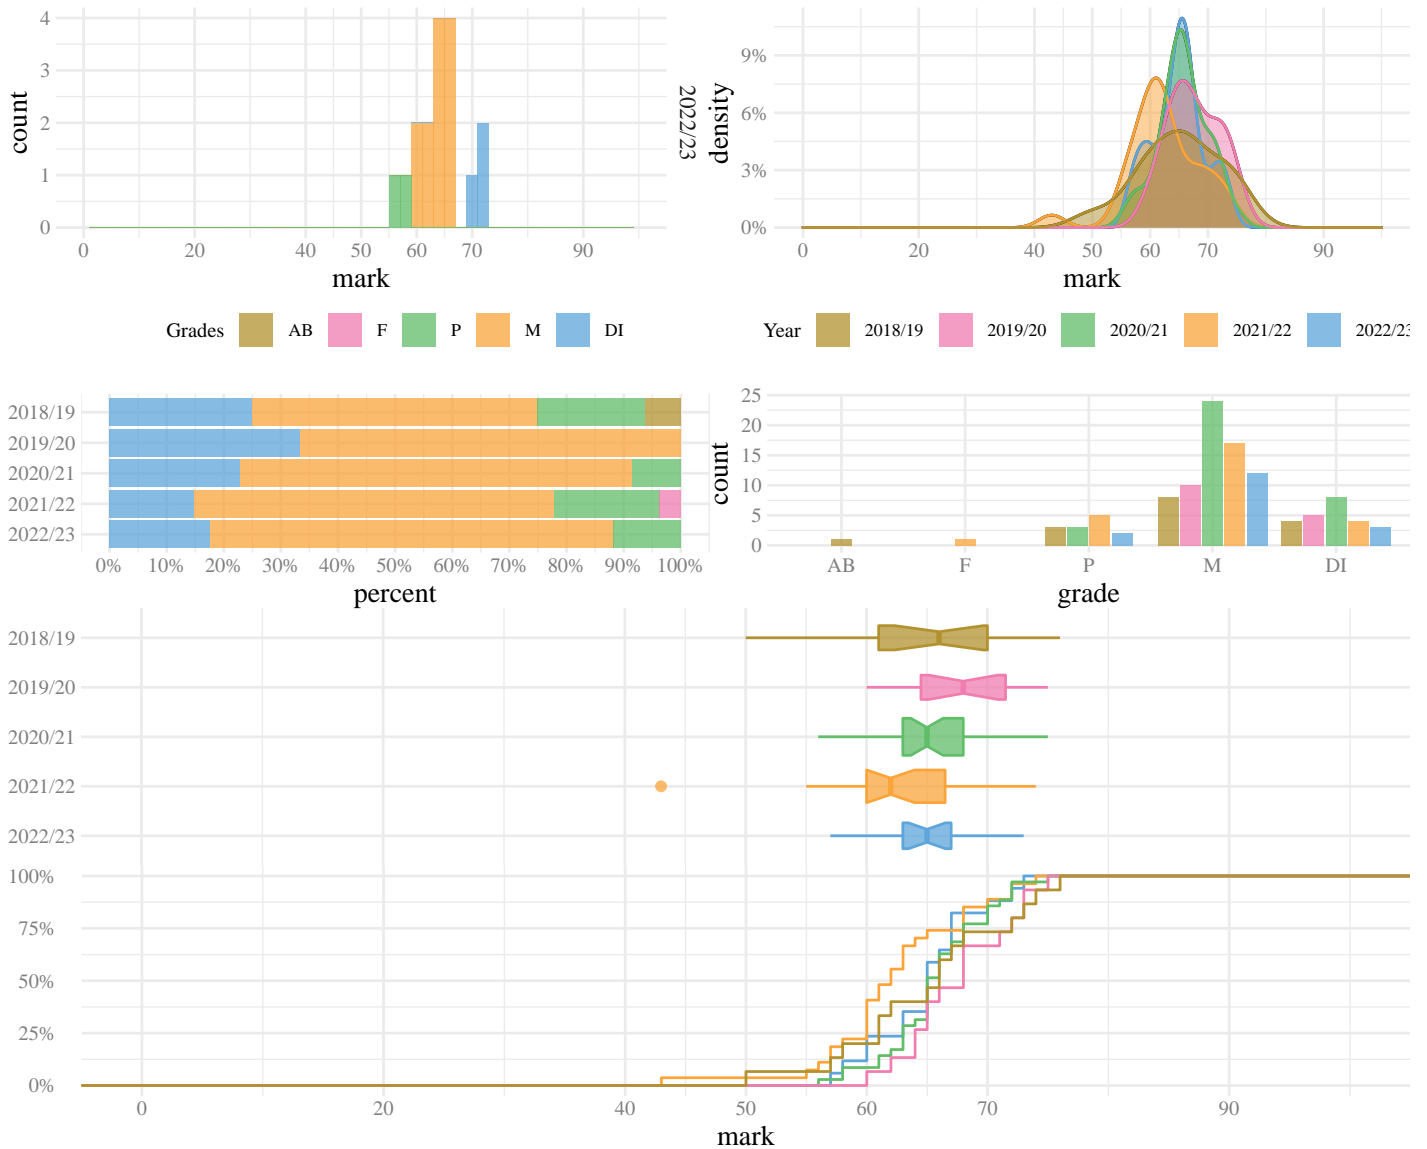 4
3
2
1
0
count
0
20
40
50
60
70
90
mark
2022/23
9%
6%
3%
0%
density
0
20
40
50
60
70
90
mark
Grades
AB
F
P
M
DI
Year
2018/19
2019/20
2020/21
2021/22
2022/23
2018/19
2019/20
2020/21
2021/22
2022/23
0% 10% 20% 30% 40% 50% 60% 70% 80% 90% 100%
percent
25
20
15
10
5
0
count
AB
F
P
M
DI
grade
2018/19
2019/20
2020/21
2021/22
2022/23
100%
75%
50%
25%
0%
0
20
40
50
60
70
90
mark